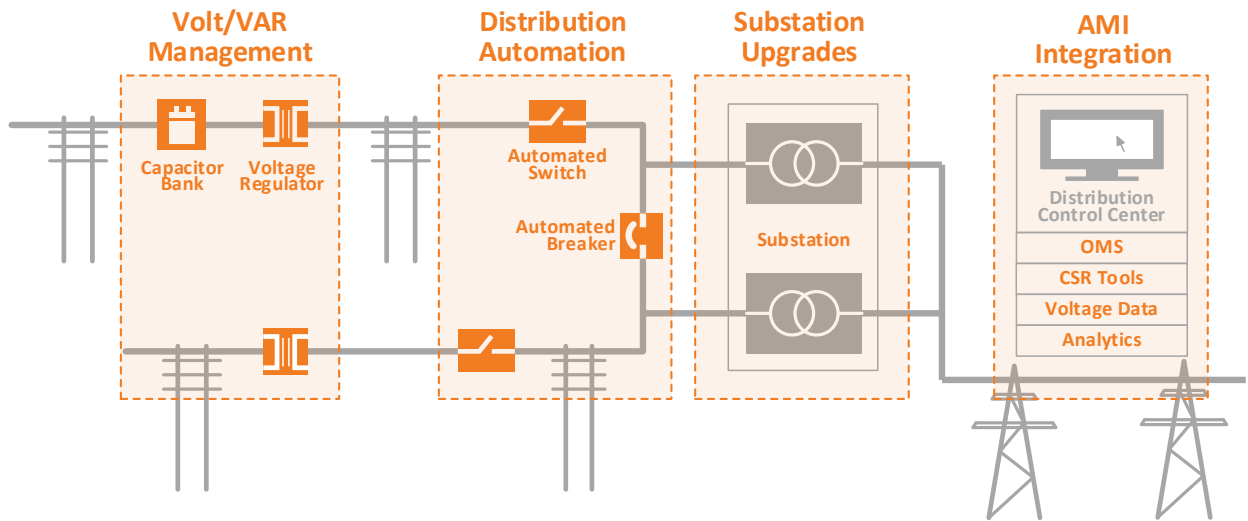 Volt/VAR
Management
Distribution
Automation
Substation
Upgrades
AMI
Integration
Capacitor
Bank
Voltage
Regulator
Automated
Switch
Automated
Breaker
Substation
Distribution
Control Center
OMS
CSR Tools
Voltage Data
Analytics